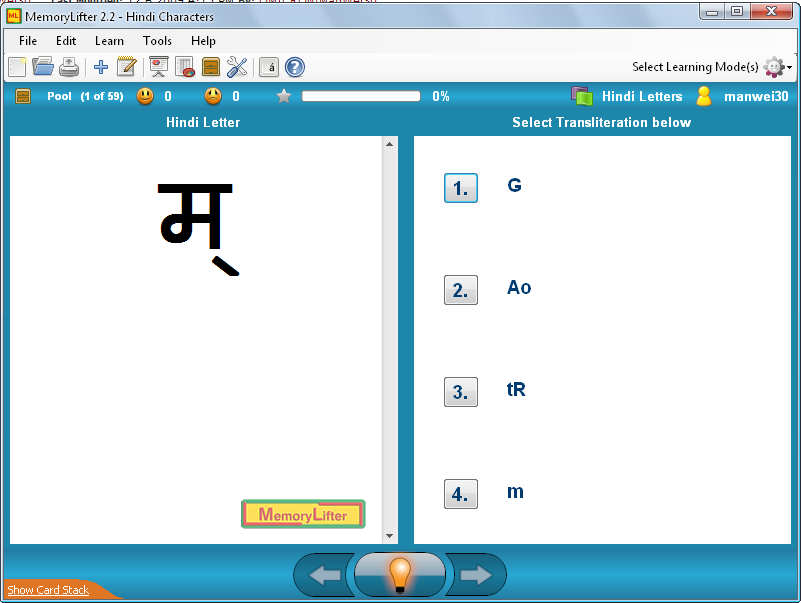 MemoryLifter 2.2 - Hindi Characters
File Edit Learn Tools Help
Select Learning Mode(s)
Pool (1 of 59) 0 0 0% Hindi Letters manwei30
Hindi Letter
Select Transliteration below
म्
MemoryLifter
1. G
2. Ao
3. tR
4. m
Show Card Stack